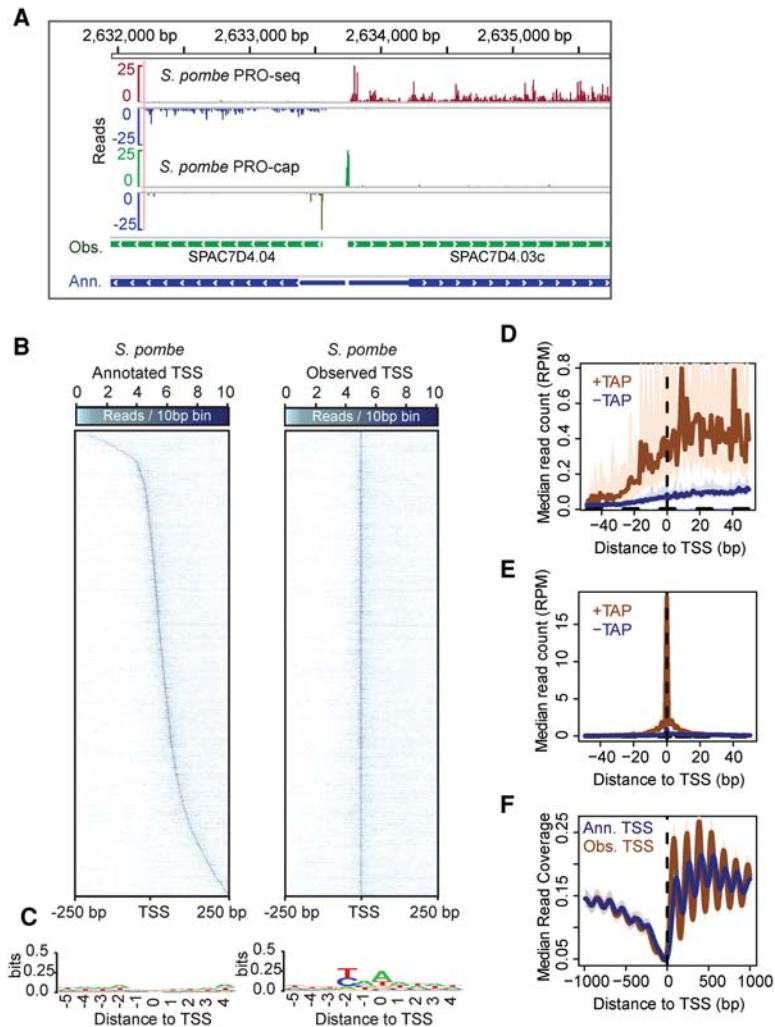 A
2,632,000 bp 2,633,000 bp 2,634,000 bp 2,635,000 bp
25
0
S. pombe PRO-seq
0
-25
Reads
25
0
S. pombe PRO-cap
0
-25
Obs.
SPAC7D4.04 SPAC7D4.03c
Ann.
B
S. pombe
Annotated TSS
0 2 4 6 8 10
Reads / 10bp bin
-250 bp TSS 250 bp
S. pombe
Observed TSS
0 2 4 6 8 10
Reads / 10bp bin
-250 bp TSS 250 bp
C
bits
0.5
0.25
0.0
-5 -4 -3 -2 -1 0 1 2 3 4
Distance to TSS
bits
0.5
0.25
0.0
T
C A
-5 -4 -3 -2 -1 0 1 2 3 4
Distance to TSS
D
Median read count (RPM)
0.8
0.6
0.4
0.2
0.0
+TAP
−TAP
−40 −20 0 20 40
Distance to TSS (bp)
E
Median read count (RPM)
15
10
5
0
+TAP
−TAP
−40 −20 0 20 40
Distance to TSS (bp)
F
Median Read Coverage
0.25
0.15
0.05
Ann. TSS
Obs. TSS
−1000 −500 0 500 1000
Distance to TSS (bp)